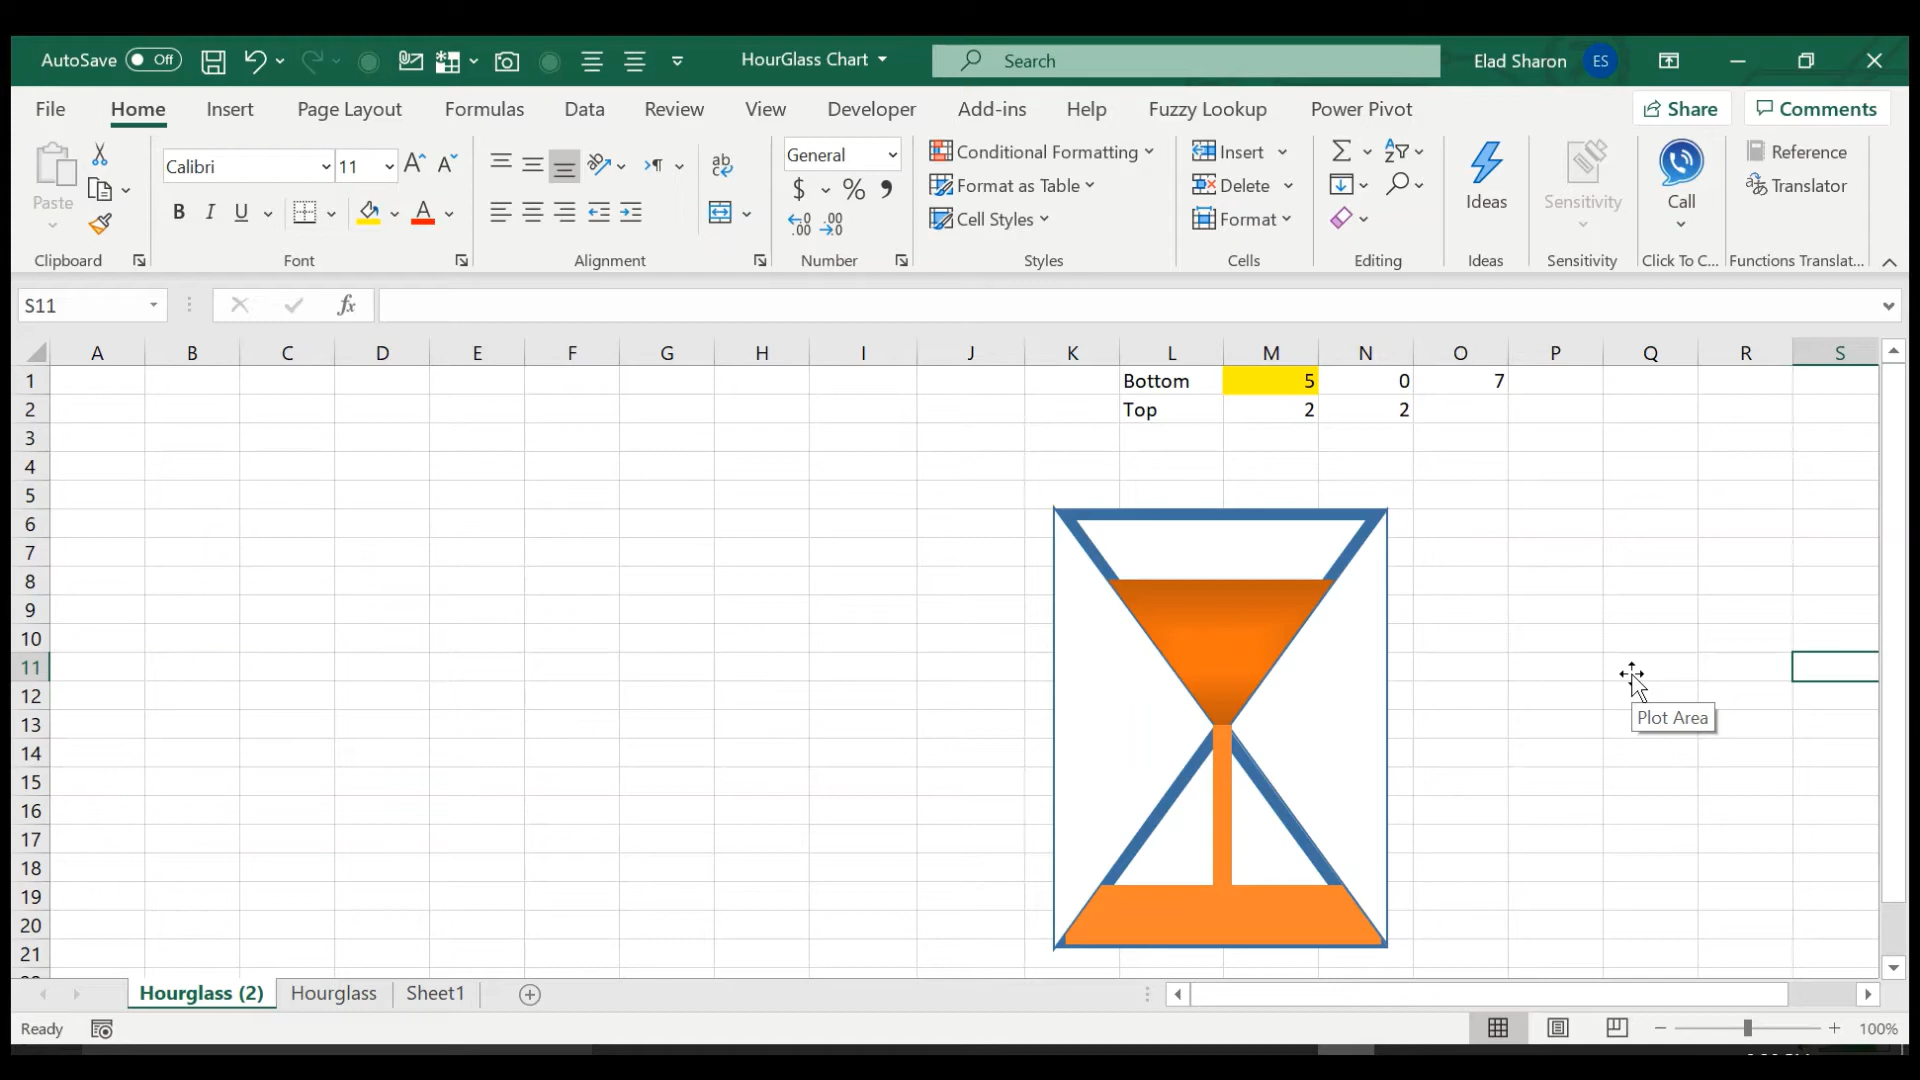 AutoSave Off HourGlass Chart Search Elad Sharon ES
File Home Insert Page Layout Formulas Data Review View Developer Add-ins Help Fuzzy Lookup Power Pivot Share Comments
Paste Calibri 11 General Conditional Formatting Insert Ideas Sensitivity Call Reference
B I U A $ % Format as Table Delete Translator
Cell Styles Format
Clipboard Font Alignment Number Styles Cells Editing Ideas Sensitivity Click To C... Functions Translat...
S11 fx
A B C D E F G H I J K L M N O P Q R S
1 Bottom 5 0 7
2 Top 2 2
3
4
5
6
7
8
9
10
11
12
13
Plot Area
14
15
16
17
18
19
20
21
Hourglass (2) Hourglass Sheet1
Ready 100%